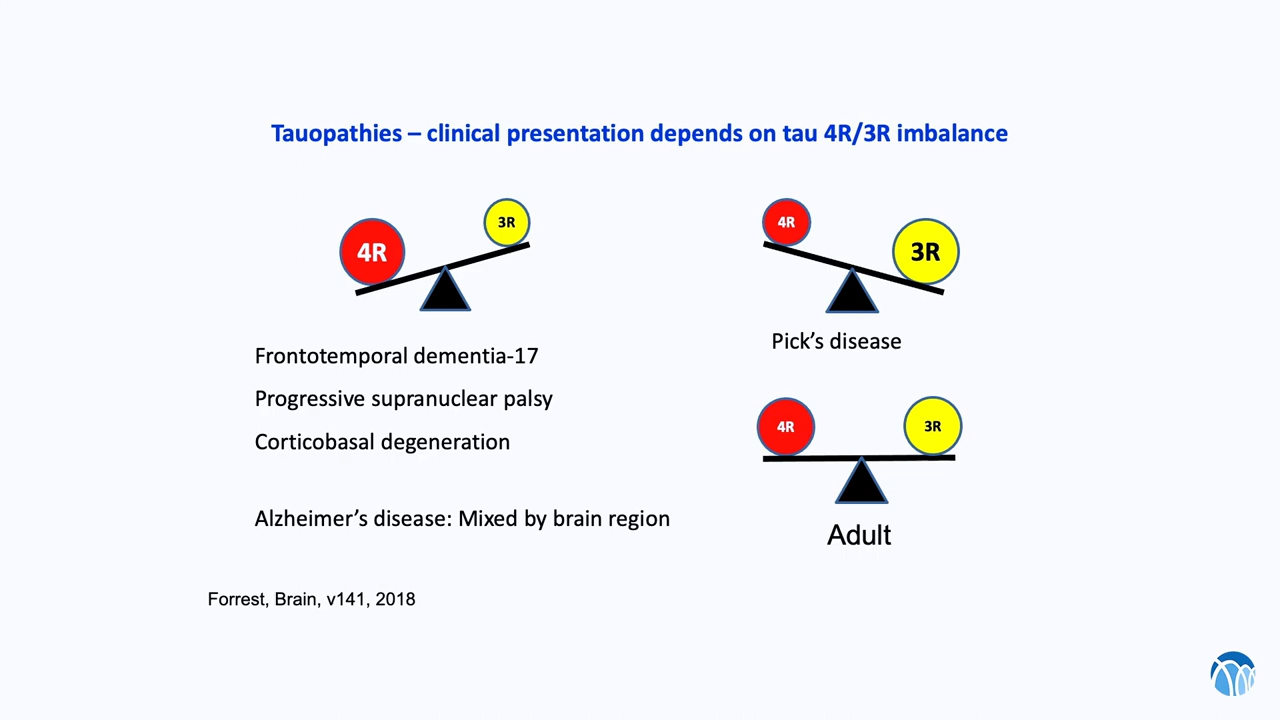 Tauopathies – clinical presentation depends on tau 4R/3R imbalance
4R
3R
Frontotemporal dementia-17
Progressive supranuclear palsy
Corticobasal degeneration
Alzheimer’s disease: Mixed by brain region
4R
3R
Pick’s disease
4R
3R
Adult
Forrest, Brain, v141, 2018